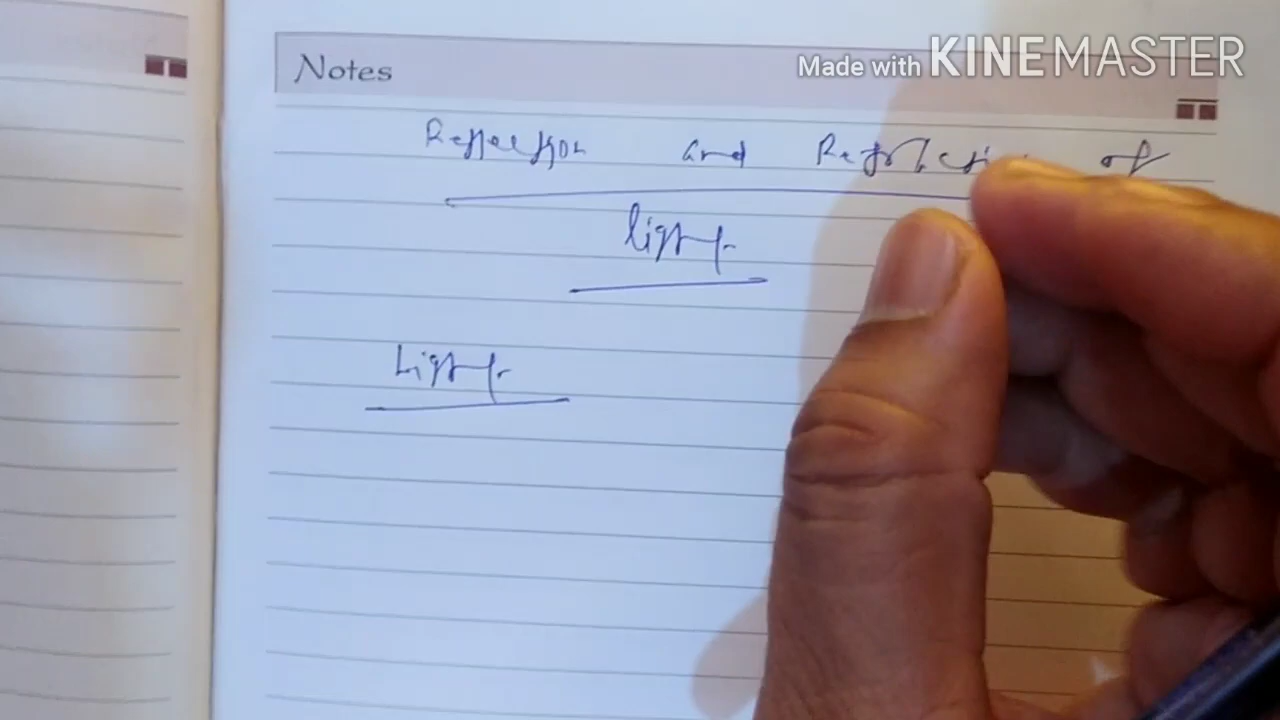 Notes
Made with KINEMASTER
Reflection and Refraction of
light
Light